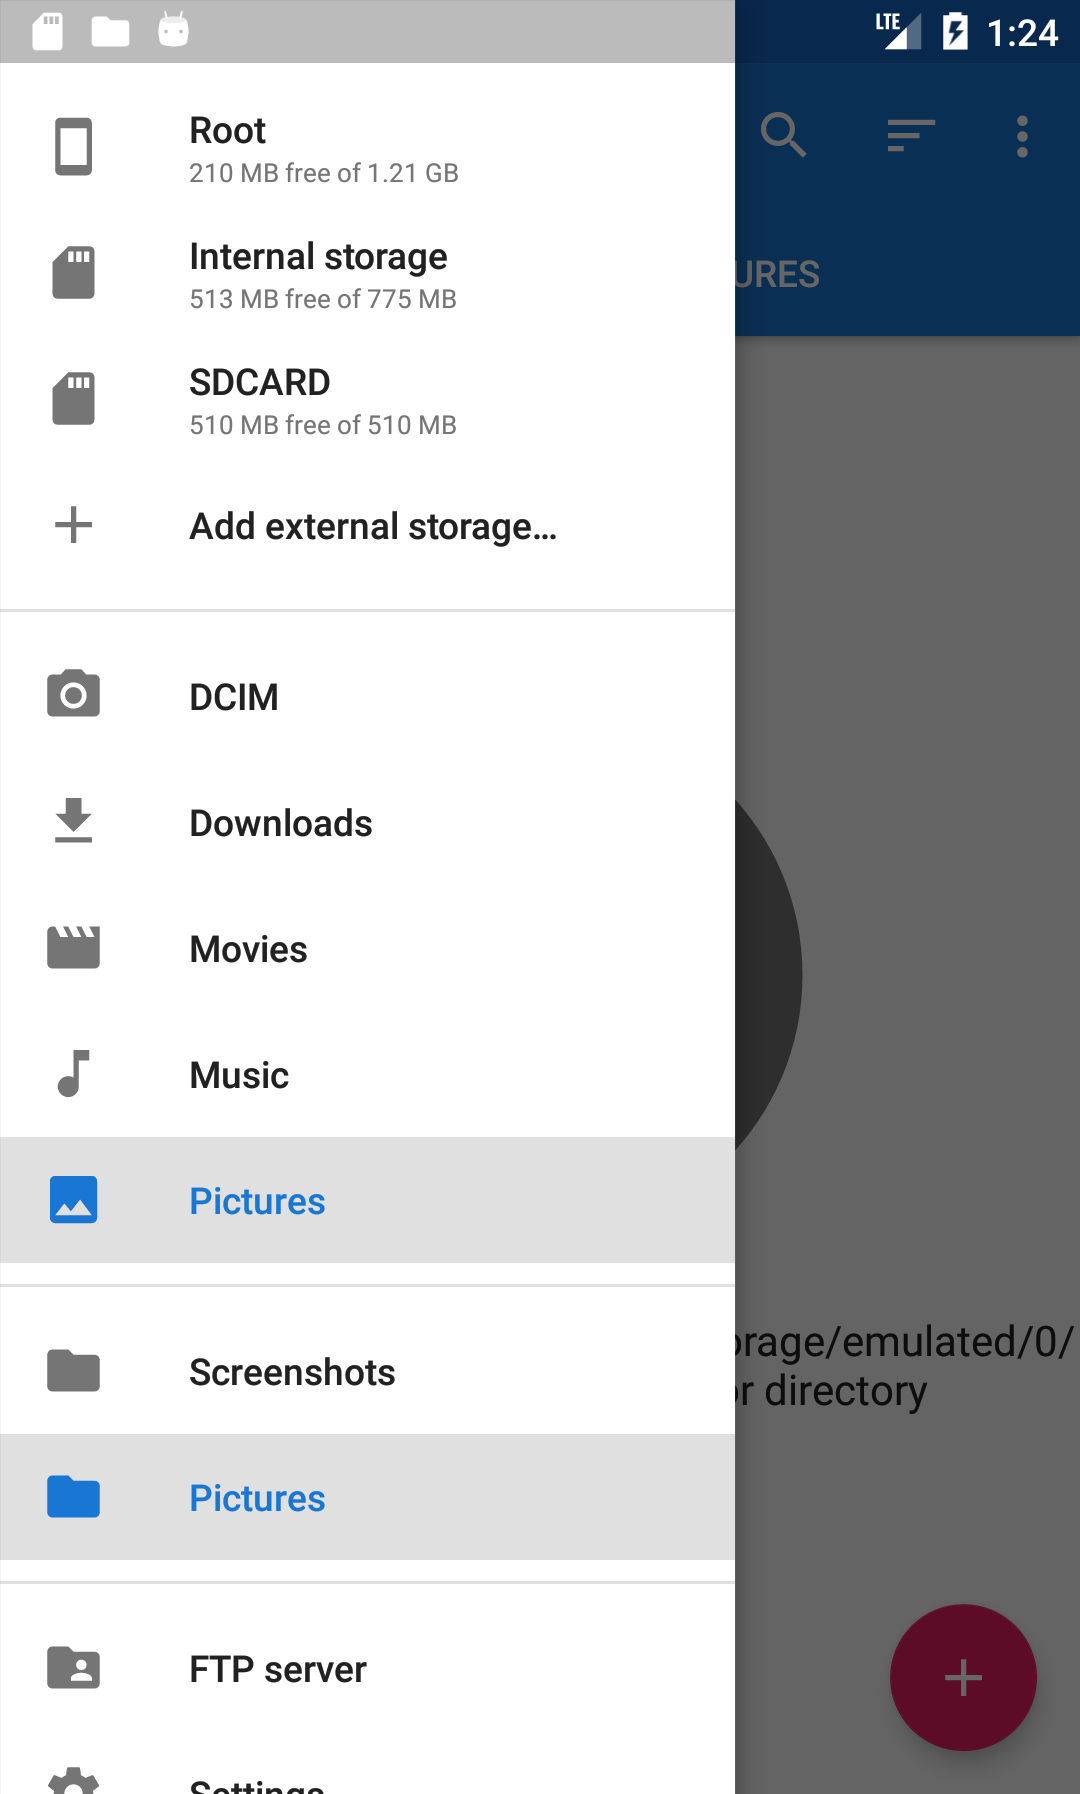 LTE 1:24
Root
210 MB free of 1.21 GB
Internal storage
513 MB free of 775 MB
URES
SDCARD
510 MB free of 510 MB
Add external storage…
DCIM
Downloads
Movies
Music
Pictures
orage/emulated/0/
Screenshots
r directory
Pictures
FTP server
Settings